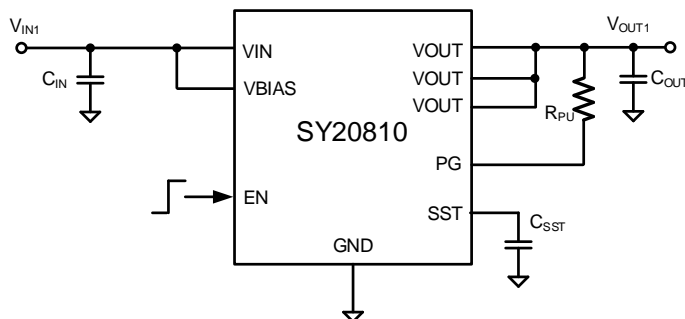 VIN1
VOUT1
VIN
VOUT
CIN
VBIAS
VOUT
COUT
VOUT
RPU
SY20810
PG
EN
SST
CSST
GND